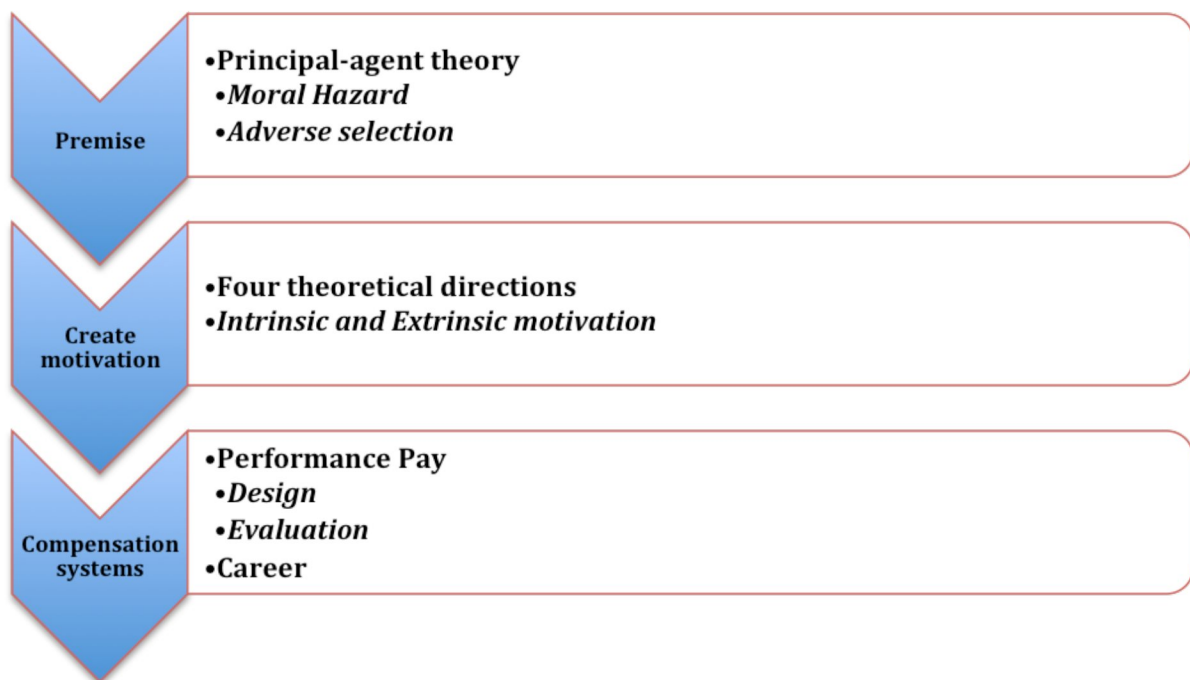 Premise
•Principal-agent theory
•Moral Hazard
•Adverse selection
Create
motivation
•Four theoretical directions
•Intrinsic and Extrinsic motivation
Compensation
systems
•Performance Pay
•Design
•Evaluation
•Career